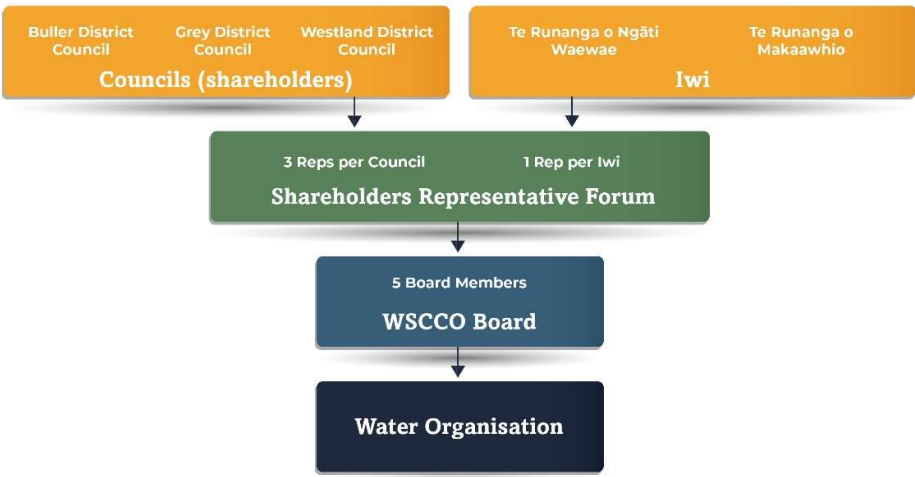 Buller District Council
Grey District Council
Westland District Council
Councils (shareholders)
Te Runanga o Ngāti Waewae
Te Runanga o Makaawhio
Iwi
3 Reps per Council
1 Rep per Iwi
Shareholders Representative Forum
5 Board Members
WSCCO Board
Water Organisation